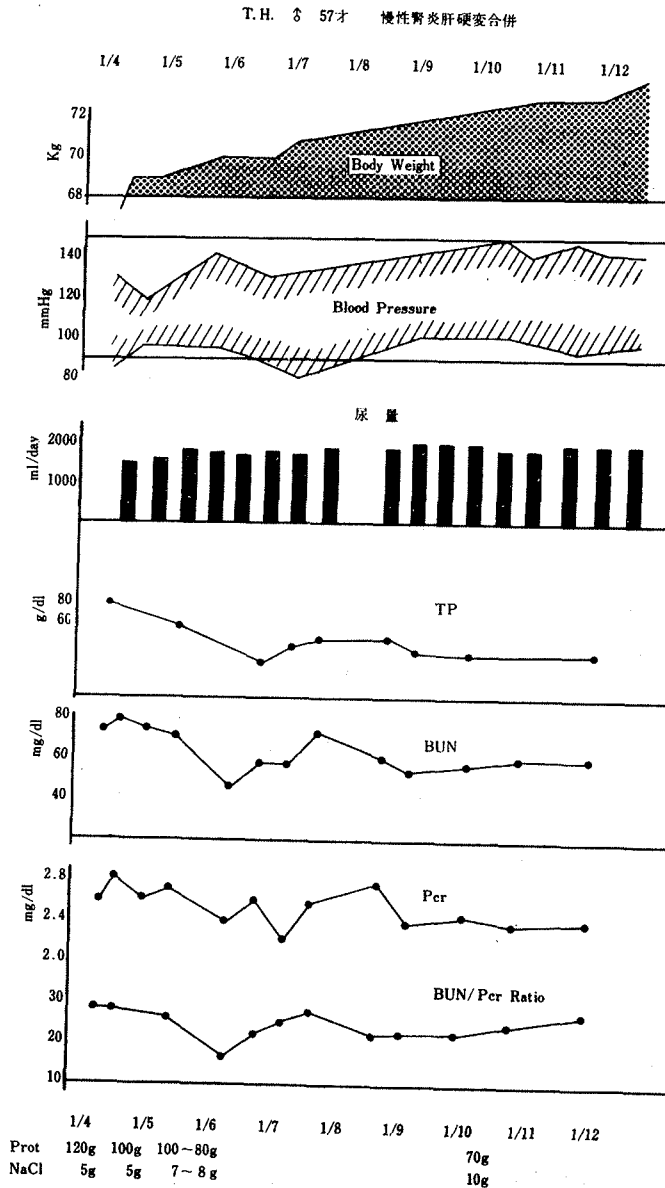 T.H. ♂ 57才 慢性腎炎肝硬変合併
1/4 1/5 1/6 1/7 1/8 1/9 1/10 1/11 1/12
Kg
72
70
68
Body Weight
mmHg
140
120
100
80
Blood Pressure
尿量
ml/day
2000
1000
g/dl
80
60
TP
mg/dl
80
60
40
BUN
mg/dl
2.8
2.4
2.0
Pcr
30
20
10
BUN/Pcr Ratio
1/4 1/5 1/6 1/7 1/8 1/9 1/10 1/11 1/12
Prot 120g 100g 100~80g 70g
NaCl 5g 5g 7~8g 10g